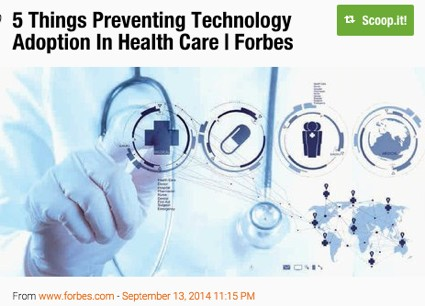 5 Things Preventing Technology
Adoption In Health Care | Forbes
Scoop.it!
From www.forbes.com - September 13, 2014 11:15 PM